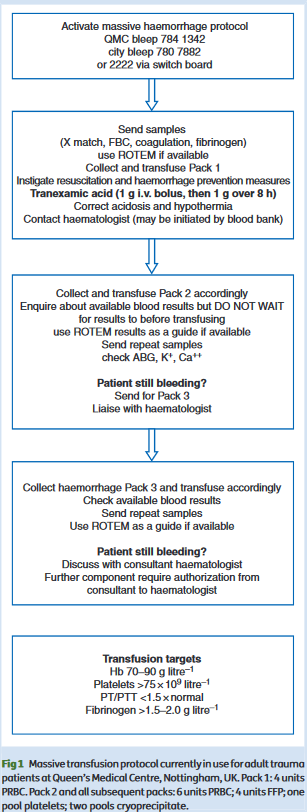 Activate massive haemorrhage protocol
QMC bleep 784 1342
city bleep 780 7882
or 2222 via switch board
Send samples
(X match, FBC, coagulation, fibrinogen)
use ROTEM if available
Collect and transfuse Pack 1
Instigate resuscitation and haemorrhage prevention measures
Tranexamic acid (1 g i.v. bolus, then 1 g over 8 h)
Correct acidosis and hypothermia
Contact haematologist (may be initiated by blood bank)
Collect and transfuse Pack 2 accordingly
Enquire about available blood results but DO NOT WAIT
for results to before transfusing
use ROTEM results as a guide if available
Send repeat samples
check ABG, K⁺, Ca⁺⁺
Patient still bleeding?
Send for Pack 3
Liaise with haematologist
Collect haemorrhage Pack 3 and transfuse accordingly
Check available blood results
Send repeat samples
Use ROTEM as a guide if available
Patient still bleeding?
Discuss with consultant haematologist
Further component require authorization from
consultant to haematologist
Transfusion targets
Hb 70–90 g litre⁻¹
Platelets >75 × 10⁹ litre⁻¹
PT/PTT <1.5 × normal
Fibrinogen >1.5–2.0 g litre⁻¹
Fig 1 Massive transfusion protocol currently in use for adult trauma
patients at Queen's Medical Centre, Nottingham, UK. Pack 1: 4 units
PRBC. Pack 2 and all subsequent packs: 6 units PRBC; 4 units FFP; one
pool platelets; two pools cryoprecipitate.